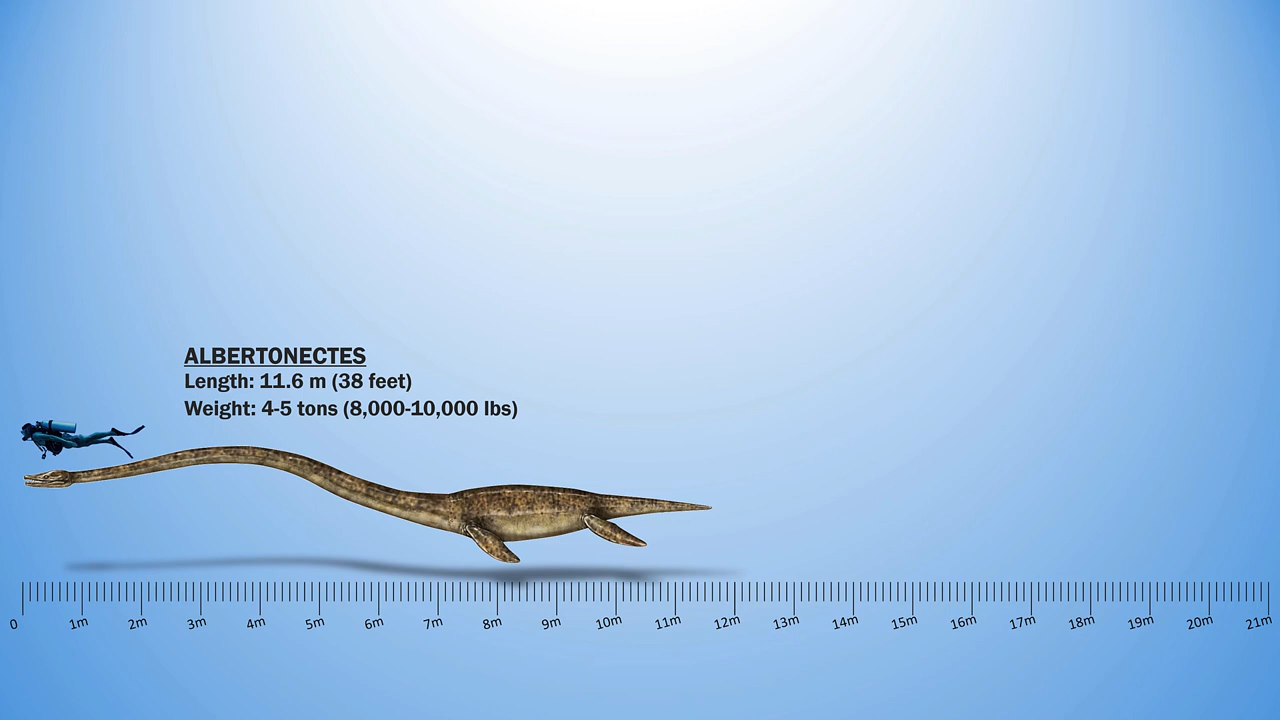 ALBERTONECTES
Length: 11.6 m (38 feet)
Weight: 4-5 tons (8,000-10,000 lbs)
0 1m 2m 3m 4m 5m 6m 7m 8m 9m 10m 11m 12m 13m 14m 15m 16m 17m 18m 19m 20m 21m